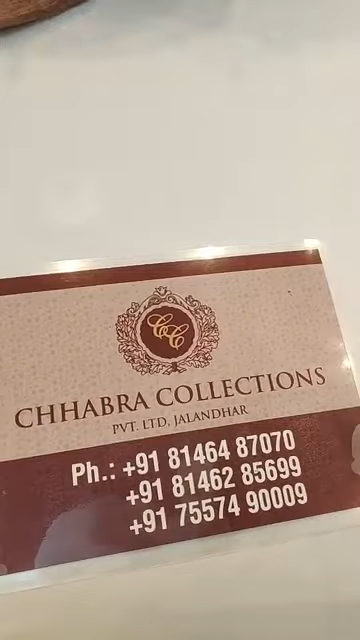 CC
CHHABRA COLLECTIONS
PVT. LTD. JALANDHAR
Ph.: +91 81464 87070
+91 81462 85699
+91 75574 90009